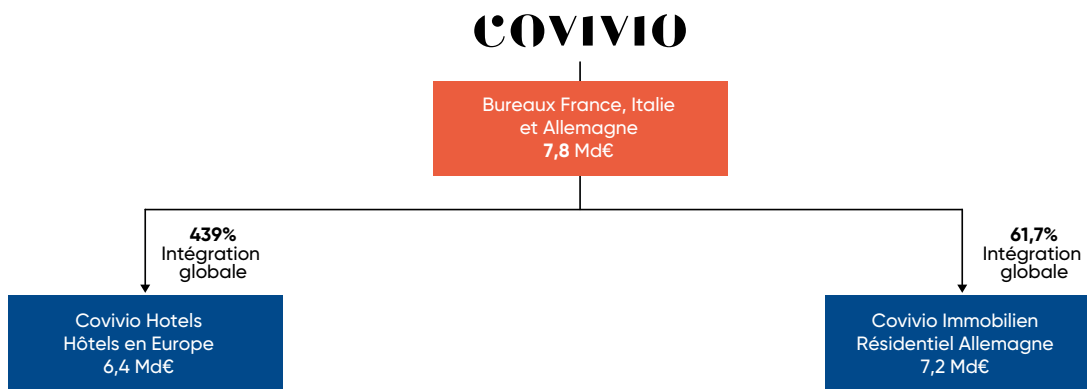 COVIVIO
Bureaux France, Italie
et Allemagne
7,8 Md€
439%
Intégration
globale
61,7%
Intégration
globale
Covivio Hotels
Hôtels en Europe
6,4 Md€
Covivio Immobilien
Résidentiel Allemagne
7,2 Md€